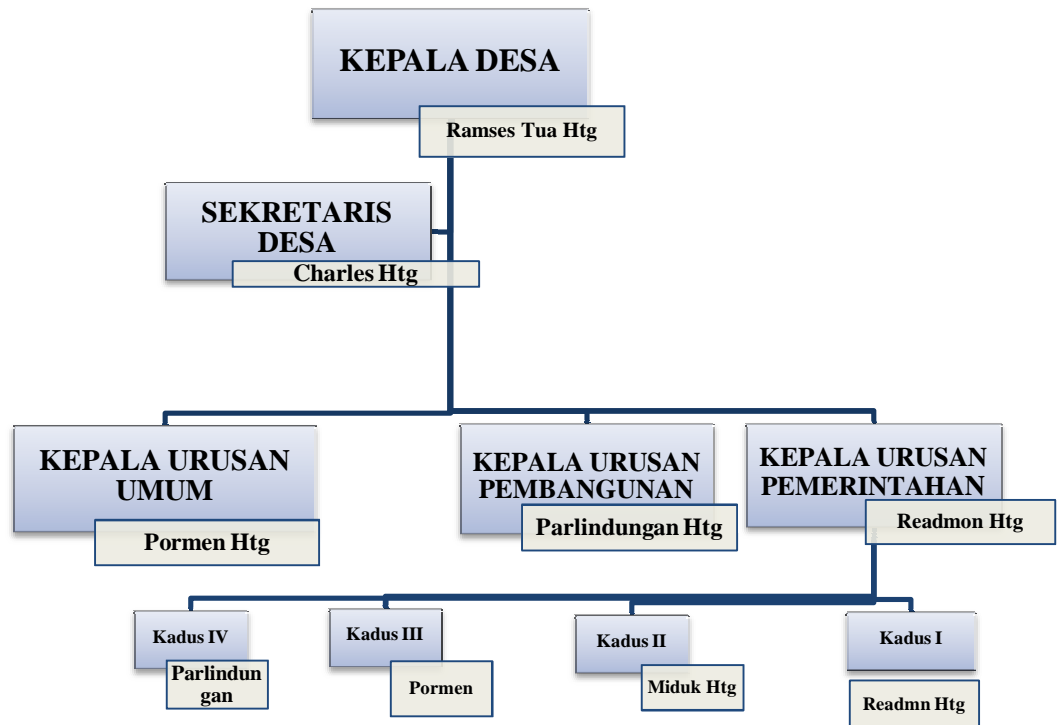 KEPALA DESA
Ramses Tua Htg
SEKRETARIS
DESA
Charles Htg
KEPALA URUSAN
UMUM
Pormen Htg
KEPALA URUSAN
PEMBANGUNAN
Parlindungan Htg
KEPALA URUSAN
PEMERINTAHAN
Readmon Htg
Kadus IV
Parlindun
gan
Kadus III
Pormen
Kadus II
Miduk Htg
Kadus I
Readmn Htg